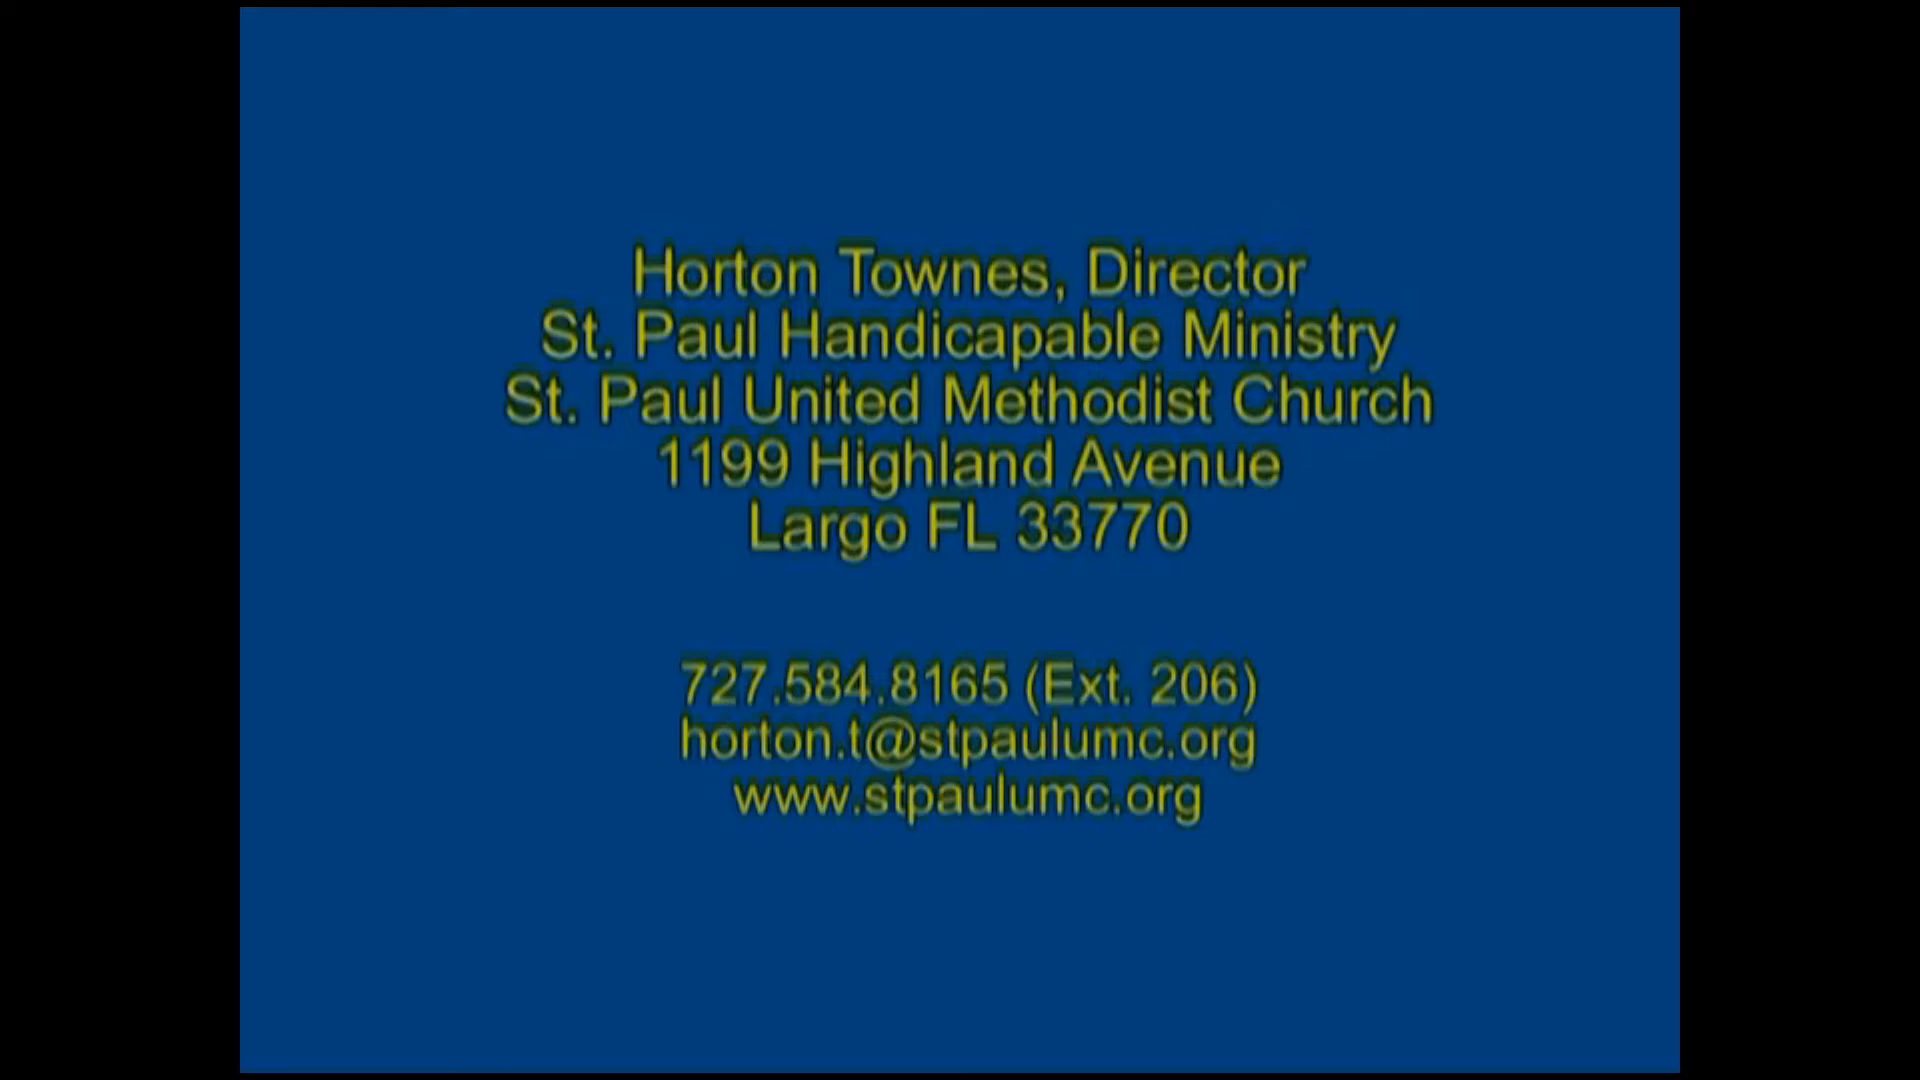 Horton Townes, Director
St. Paul Handicapable Ministry
St. Paul United Methodist Church
1199 Highland Avenue
Largo FL 33770
727.584.8165 (Ext. 206)
horton.t@stpaulumc.org
www.stpaulumc.org